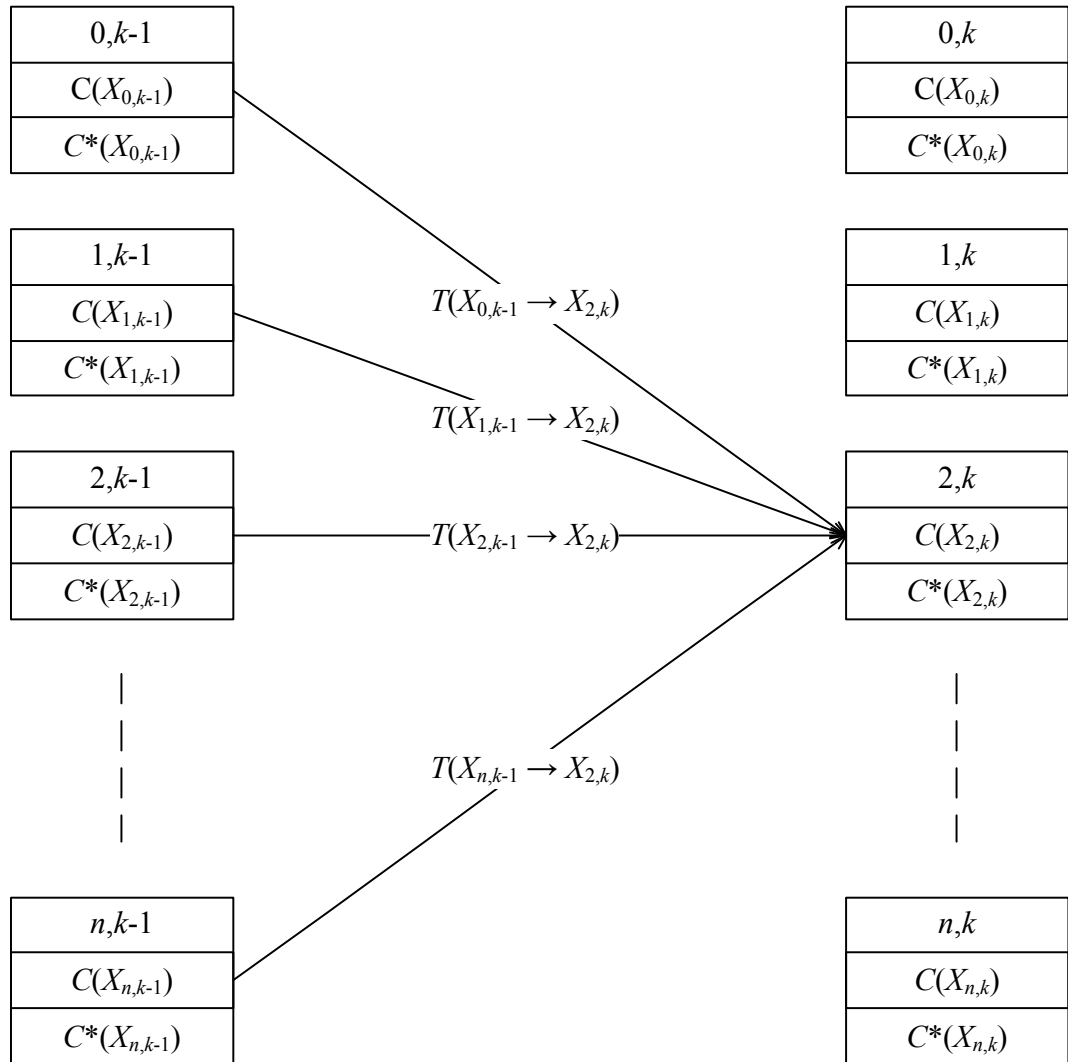 0,k-1
C(X0,k-1)
C*(X0,k-1)
0,k
C(X0,k)
C*(X0,k)
1,k-1
C(X1,k-1)
C*(X1,k-1)
T(X0,k-1 → X2,k)
1,k
C(X1,k)
C*(X1,k)
T(X1,k-1 → X2,k)
2,k-1
C(X2,k-1)
C*(X2,k-1)
T(X2,k-1 → X2,k)
2,k
C(X2,k)
C*(X2,k)
T(Xn,k-1 → X2,k)
n,k-1
C(Xn,k-1)
C*(Xn,k-1)
n,k
C(Xn,k)
C*(Xn,k)